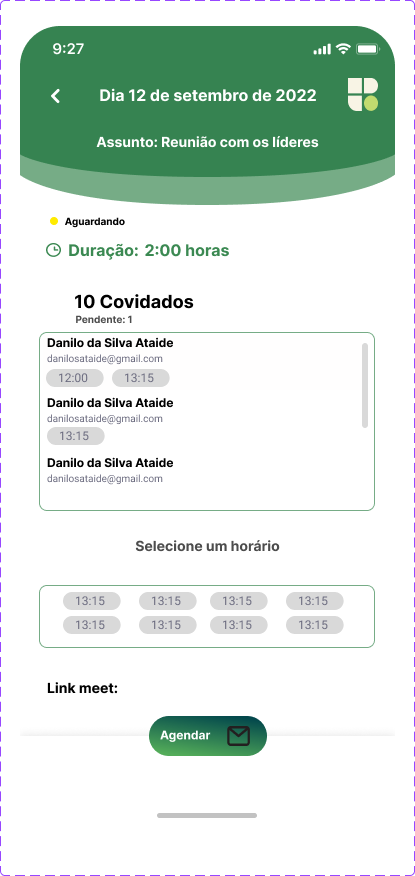 9:27
Dia 12 de setembro de 2022
Assunto: Reunião com os líderes
Aguardando
Duração: 2:00 horas
10 Covidados
Pendente: 1
Danilo da Silva Ataide
danilosataide@gmail.com
12:00 13:15
Danilo da Silva Ataide
danilosataide@gmail.com
13:15
Danilo da Silva Ataide
danilosataide@gmail.com
Selecione um horário
13:15 13:15 13:15 13:15
13:15 13:15 13:15 13:15
Link meet:
Agendar